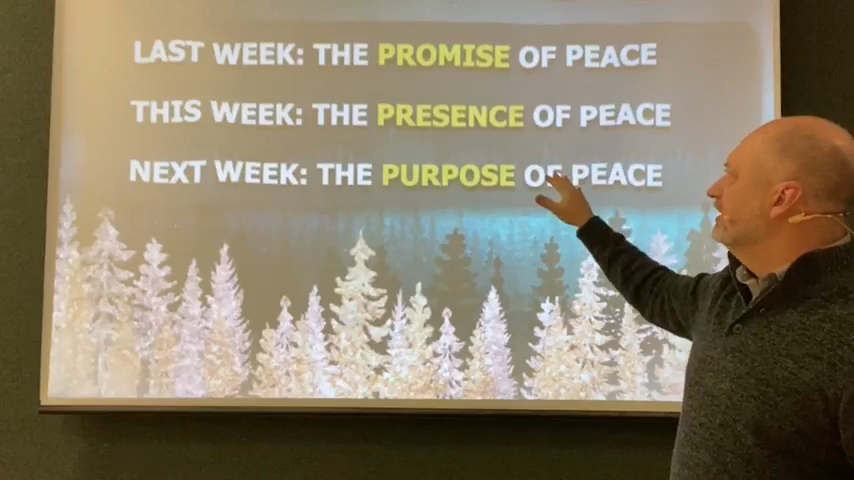 LAST WEEK: THE PROMISE OF PEACE
THIS WEEK: THE PRESENCE OF PEACE
NEXT WEEK: THE PURPOSE OF PEACE